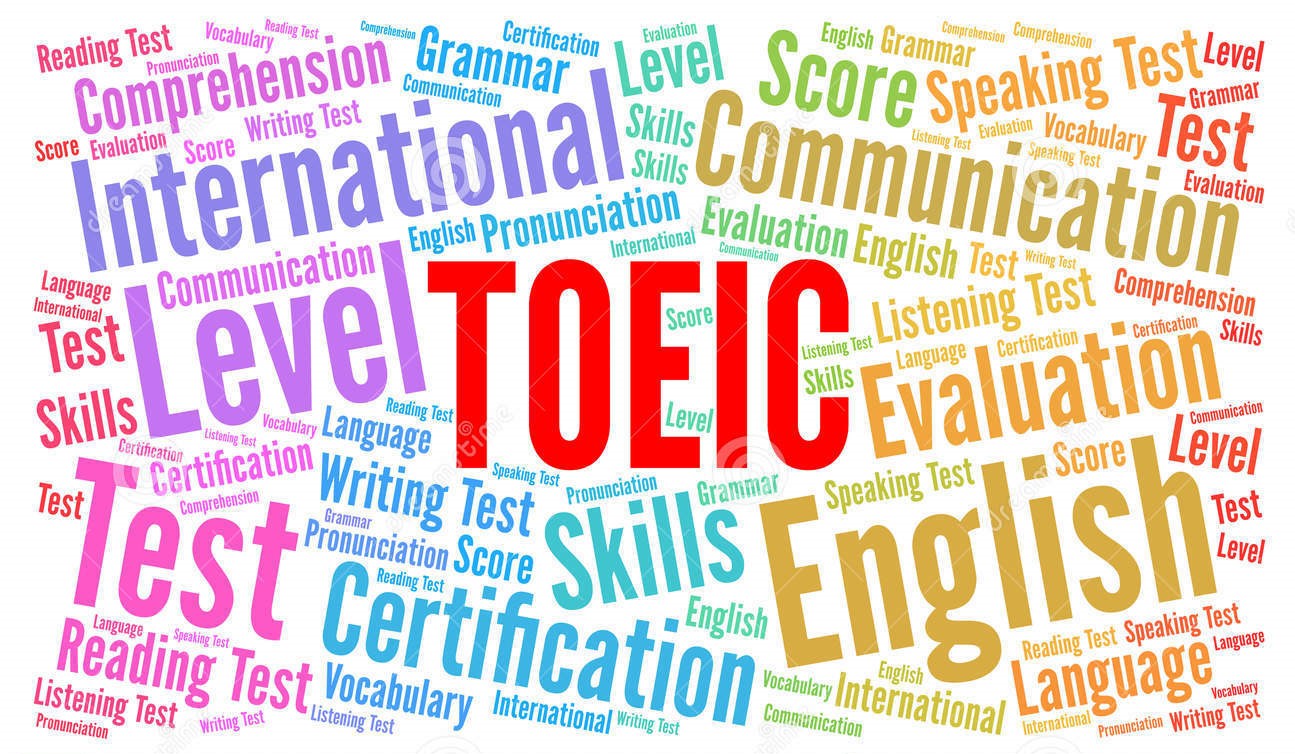 Reading Test
Vocabulary
Reading Test
Pronunciation
Comprehension
Comprehension
Grammar
Certification
Communication
Evaluation
Level
English
Grammar
Comprehension
Comprehension
Score
Speaking Test
Level
Grammar
Test
Score
Evaluation
Score
Writing Test
International
Skills
Skills
Communication
Listening Test
Evaluation
Vocabulary
Speaking Test
Evaluation
English
Pronunciation
International
Evaluation
Communication
English
Test
Writing Test
Language
International
Communication
Level
TOEIC
Score
Level
Listening Test
Skills
Listening Test
Comprehension
Certification
Skills
Language
Certification
Evaluation
Test
Skills
Certification
Listening Test
Vocabulary
Reading Test
Language
Certification
Communication
Level
Score
Test
Test
Comprehension
Writing Test
Speaking Test
Pronunciation
Grammar
Speaking Test
Grammar
Pronunciation
Score
Skills
English
Test
Level
Reading Test
Certification
English
Language
Speaking Test
Reading Test
Listening Test
Pronunciation
Writing Test
Vocabulary
Listening Test
International
Writing Test
Vocabulary
Communication
English
International
Reading Test
Speaking Test
Language
Language
Vocabulary
International
Pronunciation
Writing Test